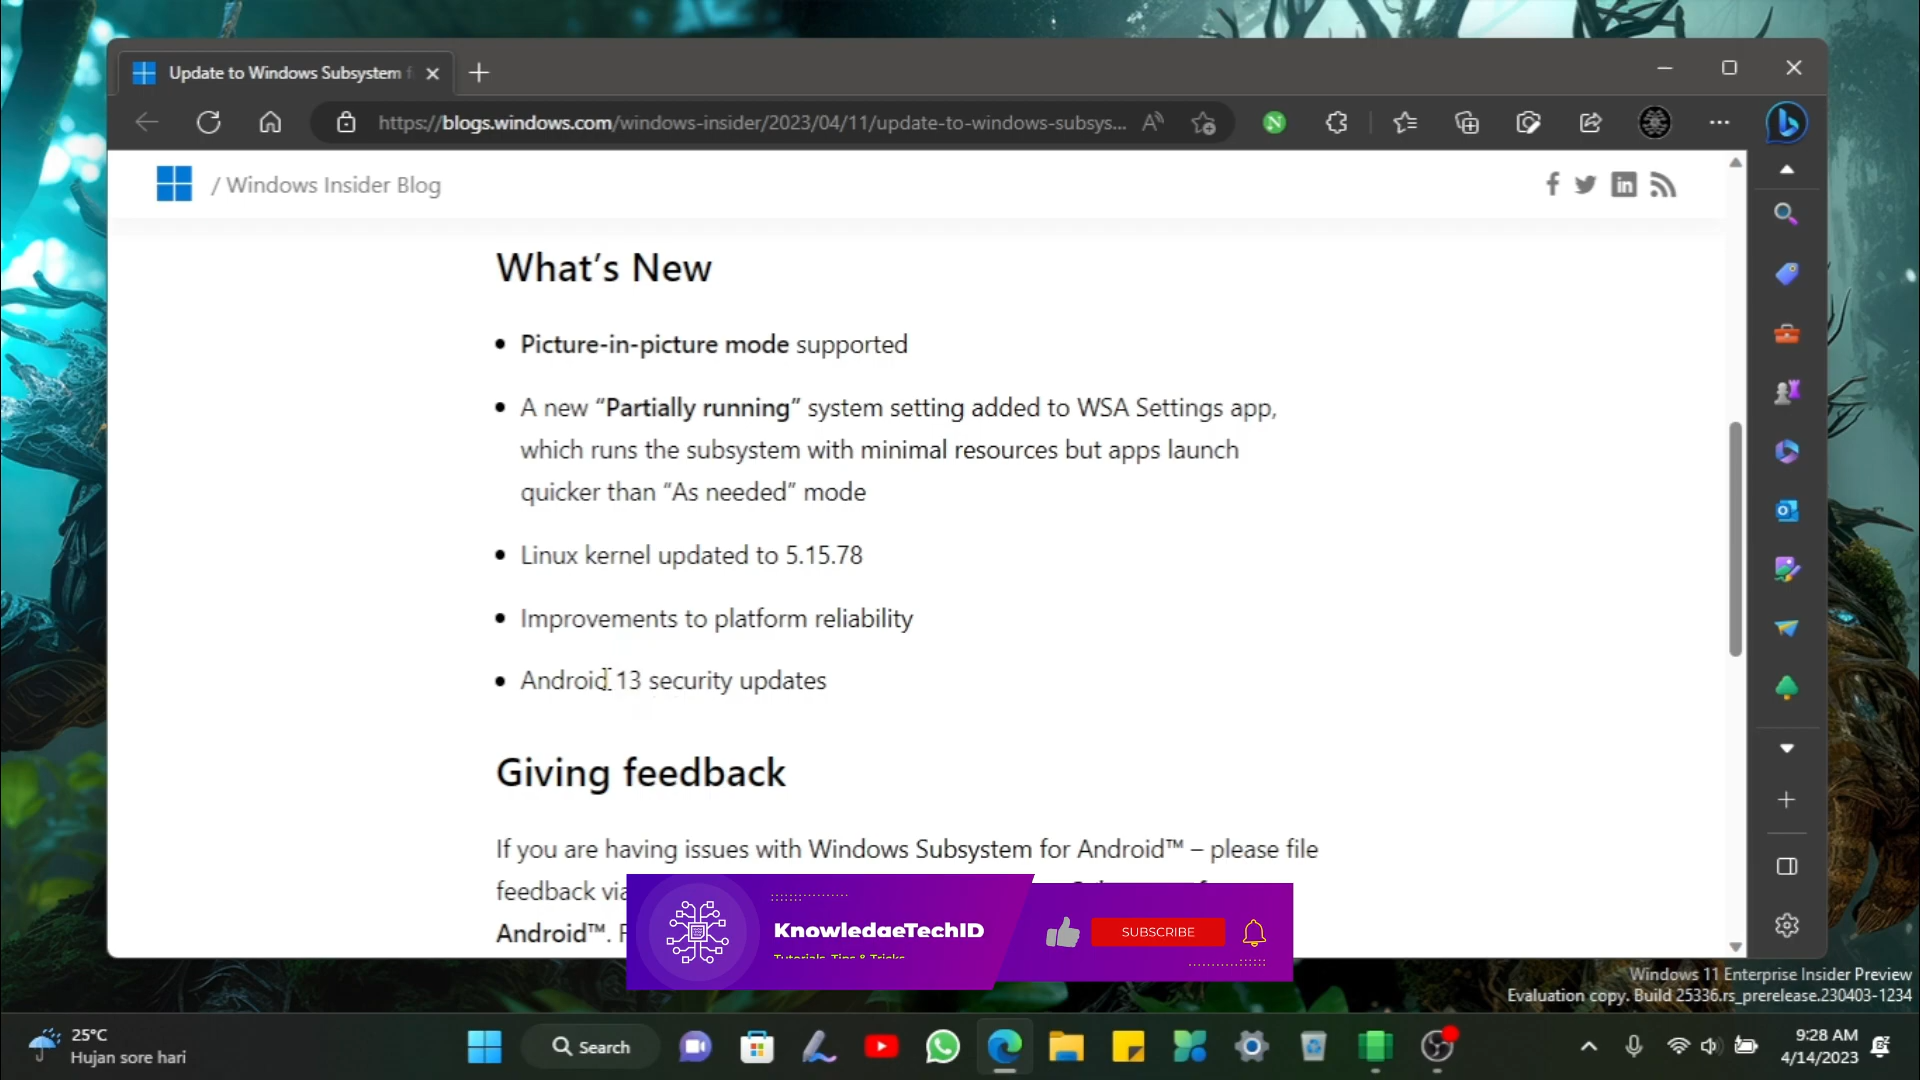 Update to Windows Subsystem f
https://blogs.windows.com/windows-insider/2023/04/11/update-to-windows-subsys...
/ Windows Insider Blog
What's New
Picture-in-picture mode supported
A new “Partially running” system setting added to WSA Settings app,
which runs the subsystem with minimal resources but apps launch
quicker than “As needed” mode
Linux kernel updated to 5.15.78
Improvements to platform reliability
Android 13 security updates
Giving feedback
If you are having issues with Windows Subsystem for Android™ – please file
feedback via
Android™. F
KnowledgeTechID
Tutorials, Tips & Tricks
SUBSCRIBE
Windows 11 Enterprise Insider Preview
Evaluation copy. Build 25336.rs_prerelease.230403-1234
25°C
Hujan sore hari
Search
9:28 AM
4/14/2023